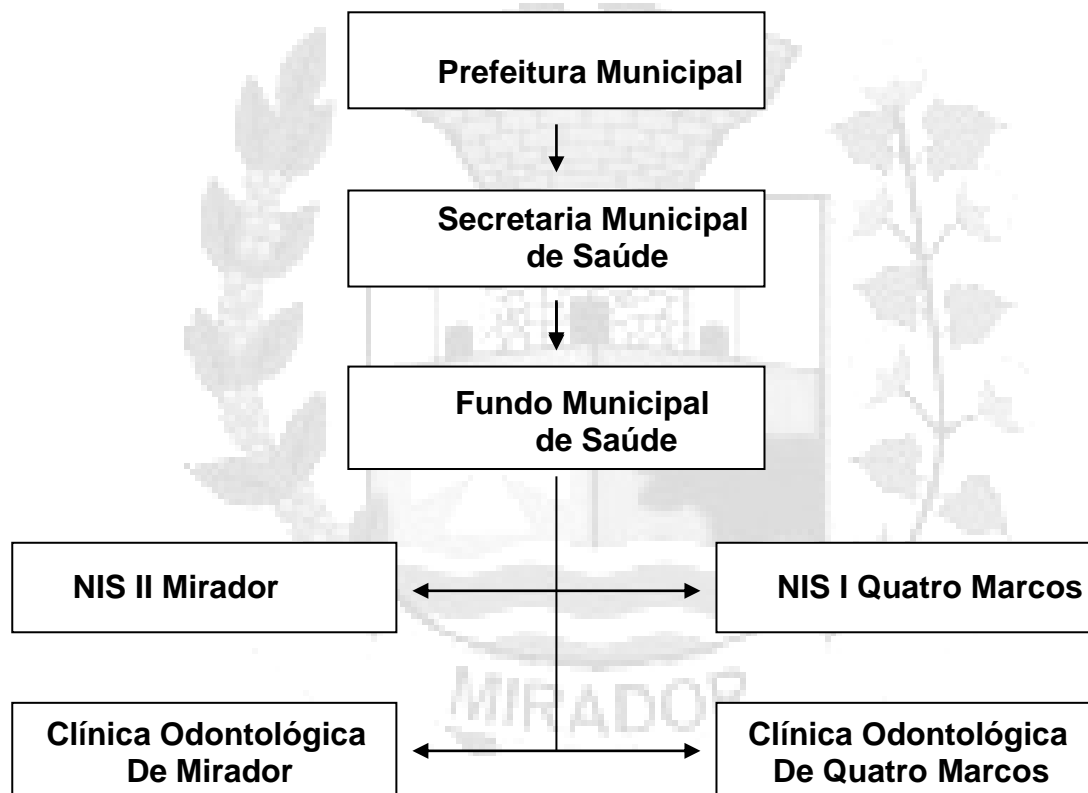 Prefeitura Municipal
Secretaria Municipal
de Saúde
Fundo Municipal
de Saúde
NIS II Mirador
NIS I Quatro Marcos
MIRADOR
Clínica Odontológica
De Mirador
Clínica Odontológica
De Quatro Marcos